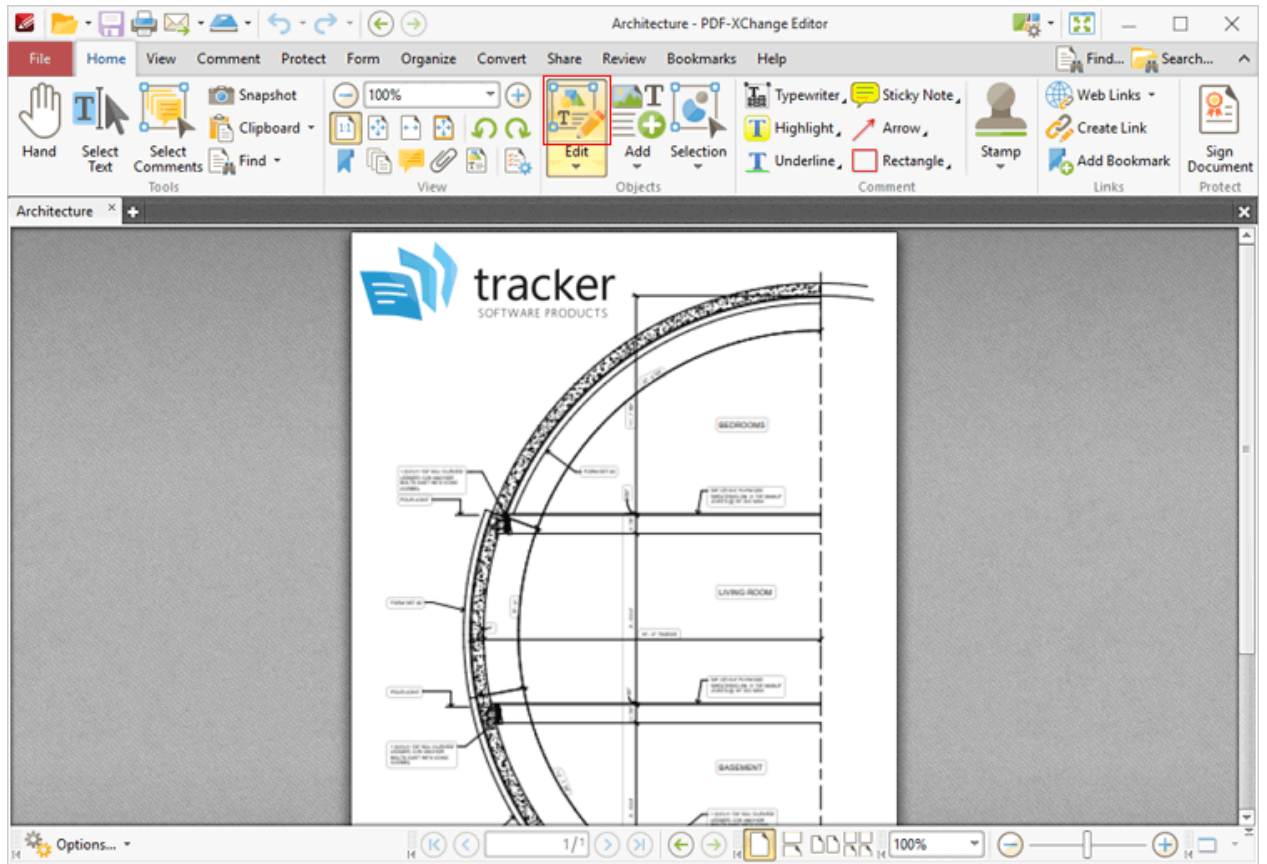 Architecture - PDF-XChange Editor
File Home View Comment Protect Form Organize Convert Share Review Bookmarks Help Find... Search...
Hand
Select Text
Select Comments
Snapshot
Clipboard
Find
Tools
100%
1:1
View
Edit
Add
Selection
Objects
Typewriter Sticky Note
Highlight Arrow
Underline Rectangle
Stamp
Comment
Web Links
Create Link
Add Bookmark
Links
Sign Document
Protect
Architecture
tracker
SOFTWARE PRODUCTS
BEDROOMS
LIVING ROOM
BASEMENT
Options... 1/1 100%